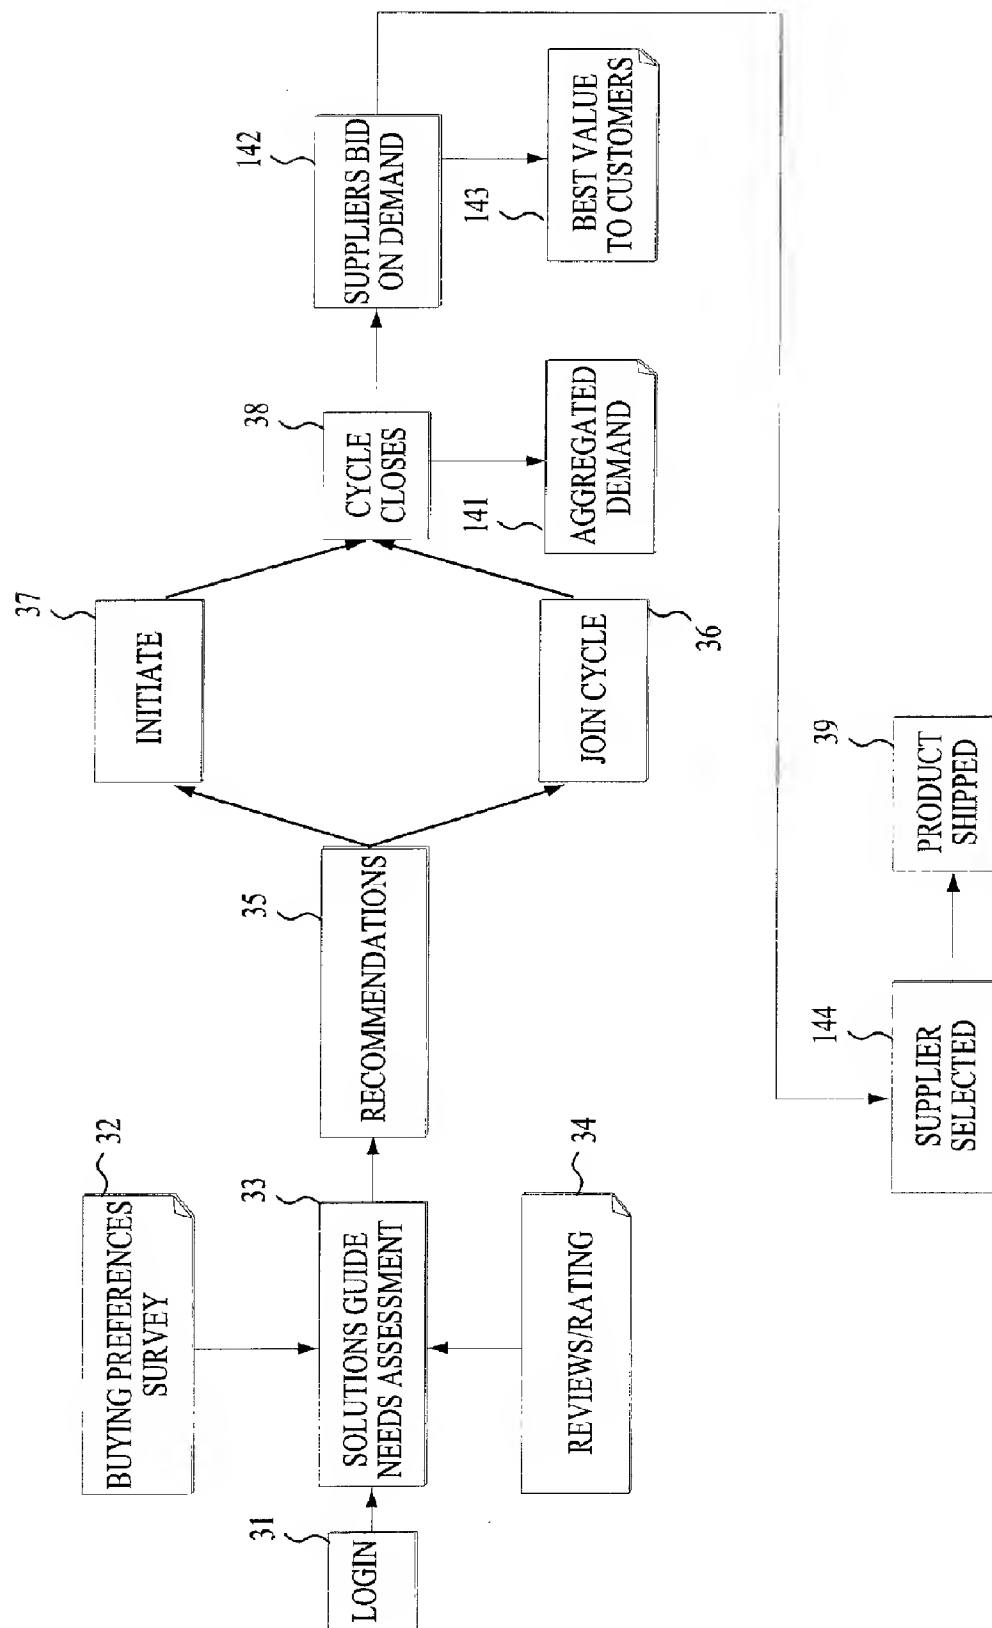 31
LOGIN
32
BUYING PREFERENCES
SURVEY
33
SOLUTIONS GUIDE
NEEDS ASSESSMENT
34
REVIEWS/RATING
35
RECOMMENDATIONS
37
INITIATE
36
JOIN CYCLE
38
CYCLE
CLOSES
141
AGGREGATED
DEMAND
142
SUPPLIERS BID
ON DEMAND
143
BEST VALUE
TO CUSTOMERS
144
SUPPLIER
SELECTED
39
PRODUCT
SHIPPED